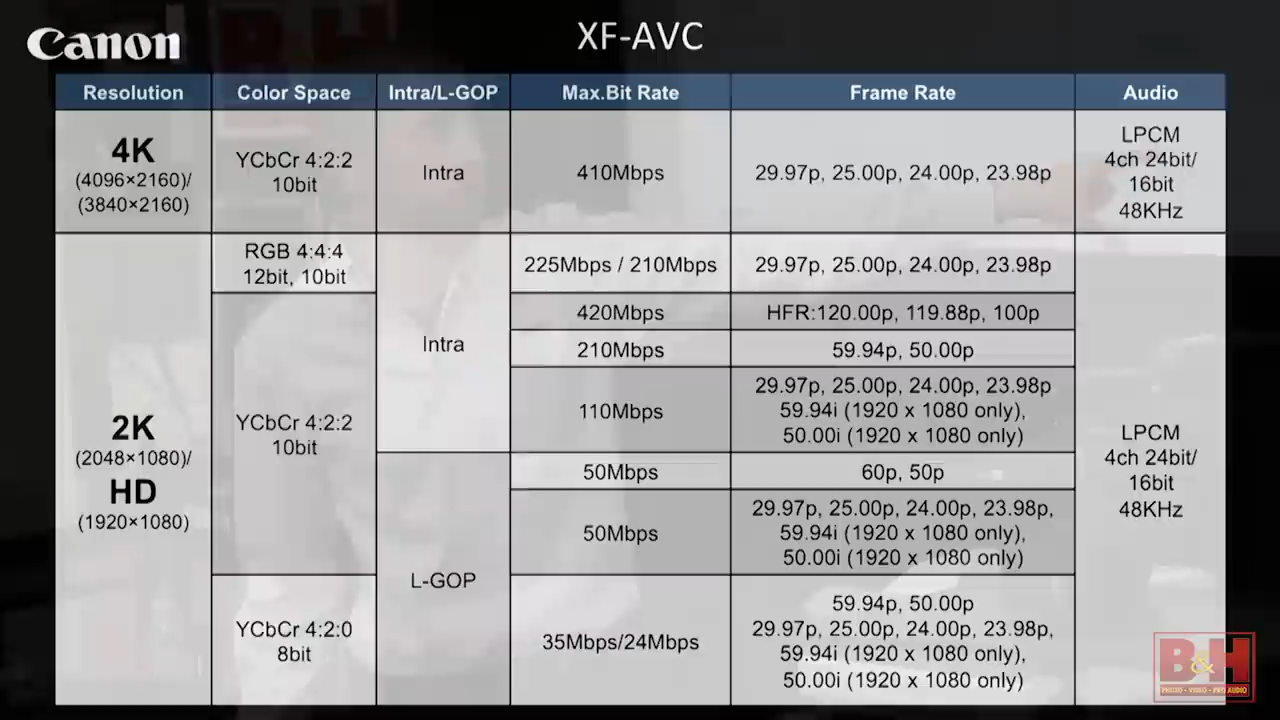 Canon
XF-AVC
Resolution
Color Space
Intra/L-GOP
Max.Bit Rate
Frame Rate
Audio
4K
(4096×2160)/
(3840×2160)
YCbCr 4:2:2
10bit
Intra
410Mbps
29.97p, 25.00p, 24.00p, 23.98p
LPCM
4ch 24bit/
16bit
48KHz
2K
(2048×1080)/
HD
(1920×1080)
RGB 4:4:4
12bit, 10bit
Intra
225Mbps / 210Mbps
29.97p, 25.00p, 24.00p, 23.98p
YCbCr 4:2:2
10bit
420Mbps
HFR:120.00p, 119.88p, 100p
210Mbps
59.94p, 50.00p
110Mbps
29.97p, 25.00p, 24.00p, 23.98p
59.94i (1920 x 1080 only),
50.00i (1920 x 1080 only)
L-GOP
50Mbps
60p, 50p
50Mbps
29.97p, 25.00p, 24.00p, 23.98p,
59.94i (1920 x 1080 only),
50.00i (1920 x 1080 only)
YCbCr 4:2:0
8bit
35Mbps/24Mbps
59.94p, 50.00p
29.97p, 25.00p, 24.00p, 23.98p,
59.94i (1920 x 1080 only),
50.00i (1920 x 1080 only)
LPCM
4ch 24bit/
16bit
48KHz
B&H
PHOTO - VIDEO - PRO AUDIO